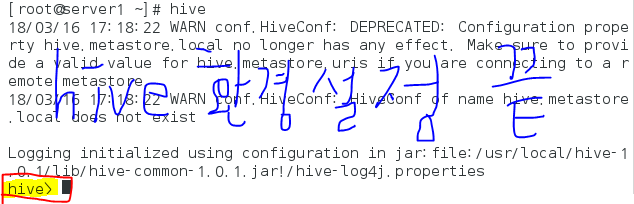 [root@server1 ~]# hive
18/03/16 17:18:22 WARN conf.HiveConf: DEPRECATED: Configuration prope
rty hive.metastore.local no longer has any effect. Make sure to provi
de a valid value for hive.metastore.uris if you are connecting to a r
emote metastore.
18/03/16 17:18:22 WARN conf.HiveConf: HiveConf of name hive.metastore
.local does not exist
hive 환경설정 끝
Logging initialized using configuration in jar:file:/usr/local/hive-1
.0.1/lib/hive-common-1.0.1.jar!/hive-log4j.properties
hive>